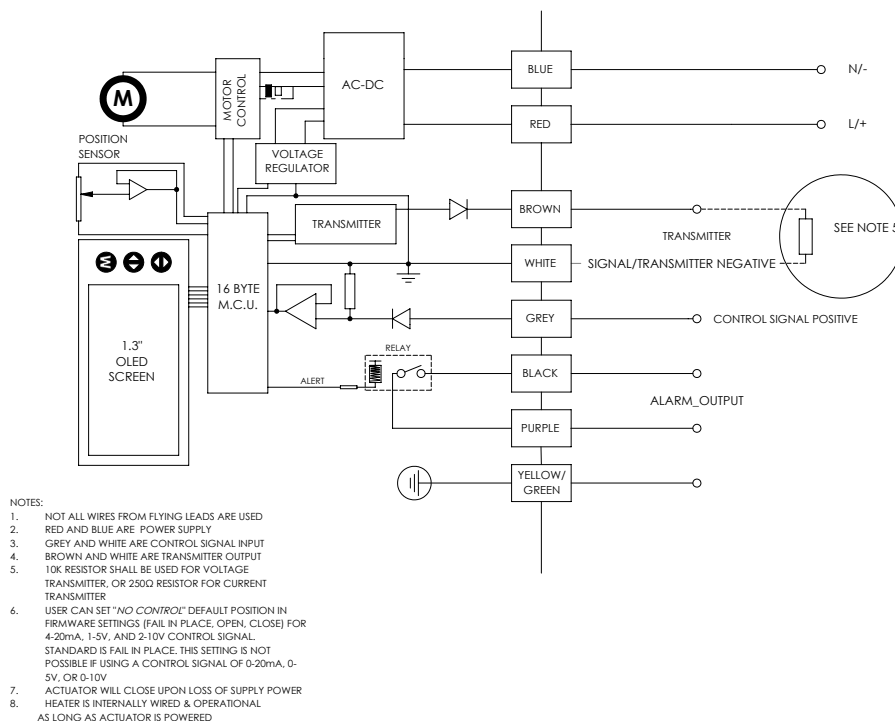 BLUE
N/-
AC-DC
MOTOR
CONTROL
M
RED
L/+
POSITION
SENSOR
VOLTAGE
REGULATOR
BROWN
TRANSMITTER
TRANSMITTER
SEE NOTE 5
WHITE
SIGNAL/TRANSMITTER NEGATIVE
M
16 BYTE
M.C.U.
GREY
CONTROL SIGNAL POSITIVE
1.3"
OLED
SCREEN
RELAY
ALERT
BLACK
ALARM_OUTPUT
PURPLE
YELLOW/
GREEN
NOTES:
1. NOT ALL WIRES FROM FLYING LEADS ARE USED
2. RED AND BLUE ARE POWER SUPPLY
3. GREY AND WHITE ARE CONTROL SIGNAL INPUT
4. BROWN AND WHITE ARE TRANSMITTER OUTPUT
5. 10K RESISTOR SHALL BE USED FOR VOLTAGE
TRANSMITTER, OR 250Ω RESISTOR FOR CURRENT
TRANSMITTER
6. USER CAN SET "NO CONTROL" DEFAULT POSITION IN
FIRMWARE SETTINGS (FAIL IN PLACE, OPEN, CLOSE) FOR
4-20mA, 1-5V, AND 2-10V CONTROL SIGNAL.
STANDARD IS FAIL IN PLACE. THIS SETTING IS NOT
POSSIBLE IF USING A CONTROL SIGNAL OF 0-20mA, 0-
5V, OR 0-10V
7. ACTUATOR WILL CLOSE UPON LOSS OF SUPPLY POWER
8. HEATER IS INTERNALLY WIRED & OPERATIONAL
AS LONG AS ACTUATOR IS POWERED